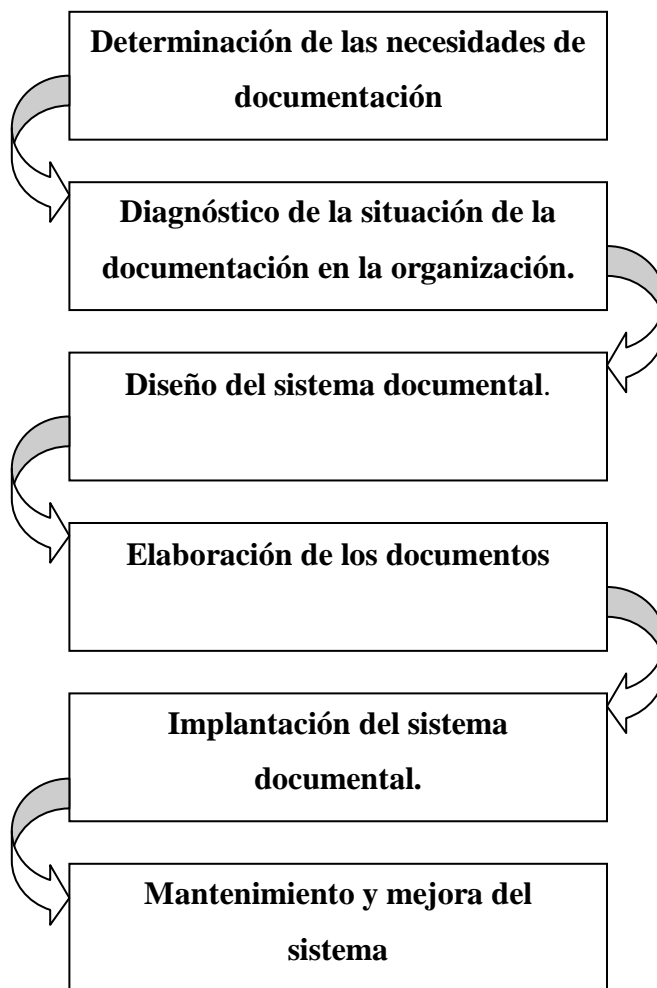 Determinación de las necesidades de
documentación
Diagnóstico de la situación de la
documentación en la organización.
Diseño del sistema documental.
Elaboración de los documentos
Implantación del sistema
documental.
Mantenimiento y mejora del
sistema